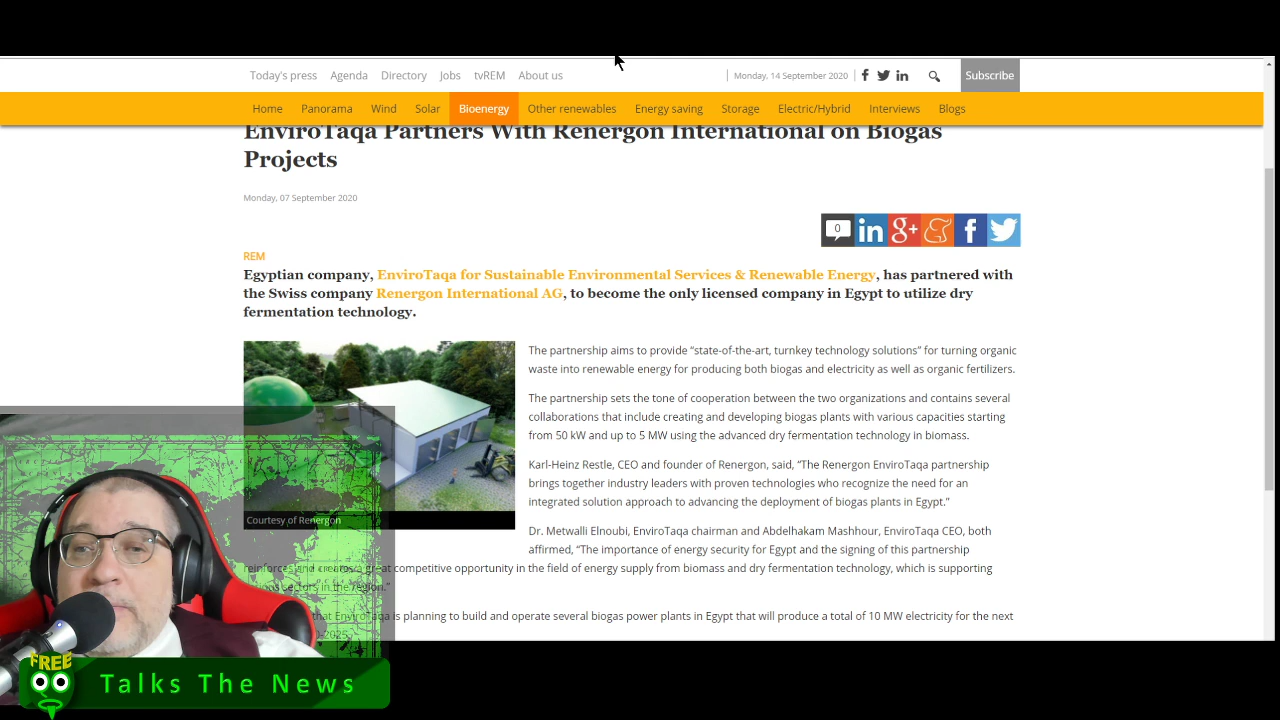 Today's press Agenda Directory Jobs tvREM About us Monday, 14 September 2020 Subscribe
Home Panorama Wind Solar Bioenergy Other renewables Energy saving Storage Electric/Hybrid Interviews Blogs
EnviroTaqa Partners With Renergon International on Biogas
Projects
Monday, 07 September 2020
0
REM
Egyptian company, EnviroTaqa for Sustainable Environmental Services & Renewable Energy, has partnered with
the Swiss company Renergon International AG, to become the only licensed company in Egypt to utilize dry
fermentation technology.
The partnership aims to provide “state-of-the-art, turnkey technology solutions” for turning organic
waste into renewable energy for producing both biogas and electricity as well as organic fertilizers.
The partnership sets the tone of cooperation between the two organizations and contains several
collaborations that include creating and developing biogas plants with various capacities starting
from 50 kW and up to 5 MW using the advanced dry fermentation technology in biomass.
Karl-Heinz Restle, CEO and founder of Renergon, said, “The Renergon EnviroTaqa partnership
brings together industry leaders with proven technologies who recognize the need for an
integrated solution approach to advancing the deployment of biogas plants in Egypt.”
Courtesy of Renergon
Dr. Metwalli Elnoubi, EnviroTaqa chairman and Abdelhakam Mashhour, EnviroTaqa CEO, both
affirmed, “The importance of energy security for Egypt and the signing of this partnership
reinforces and creates a great competitive opportunity in the field of energy supply from biomass and dry fermentation technology, which is supporting
sectors in the region.”
that EnviroTaqa is planning to build and operate several biogas power plants in Egypt that will produce a total of 10 MW electricity for the next
FREE
Talks The News